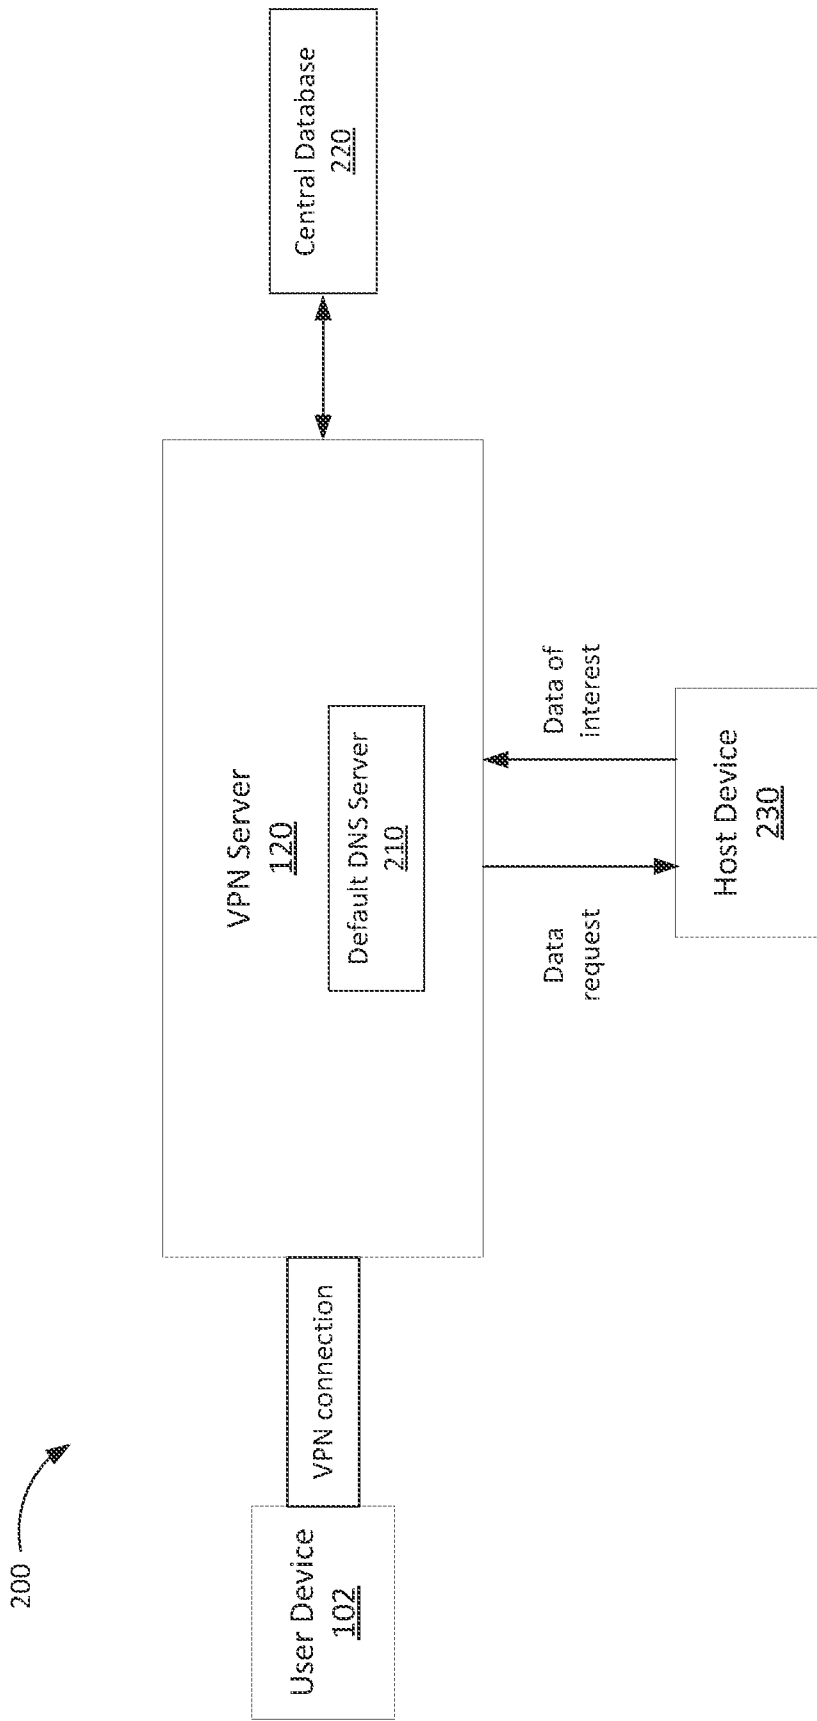 200
User Device
102
VPN connection
VPN Server
120
Default DNS Server
210
Central Database
220
Data
request
Data of
interest
Host Device
230